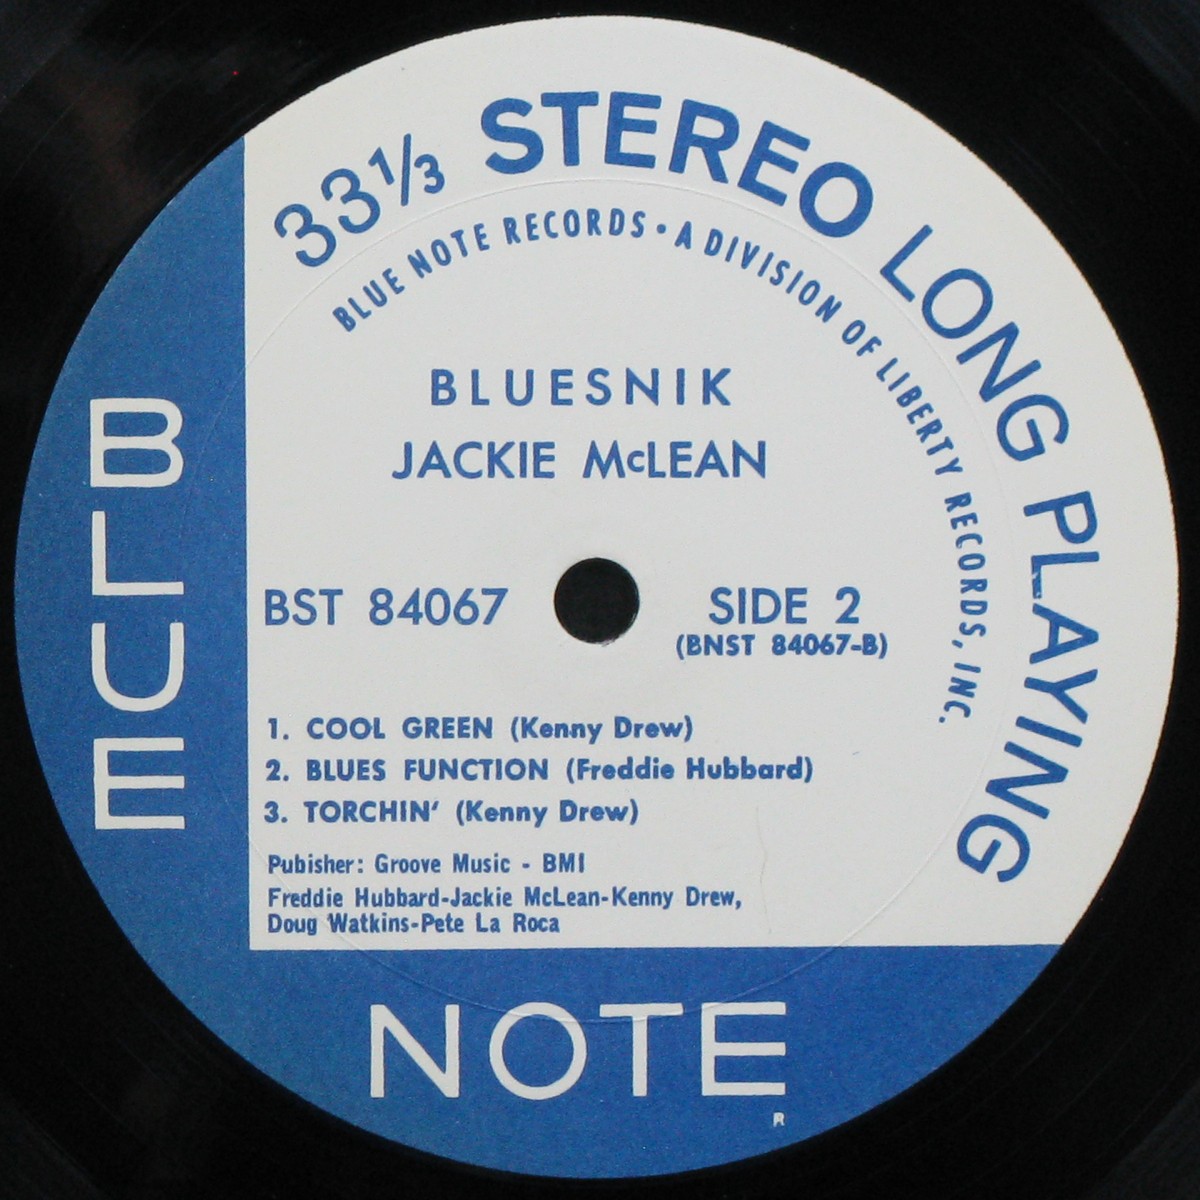 33⅓ STEREO LONG PLAYING
BLUE NOTE RECORDS • A DIVISION OF LIBERTY RECORDS, INC.
BLUESNIK
JACKIE McLEAN
BST 84067
SIDE 2
(BNST 84067-B)
1. COOL GREEN (Kenny Drew)
2. BLUES FUNCTION (Freddie Hubbard)
3. TORCHIN' (Kenny Drew)
Pubisher: Groove Music - BMI
Freddie Hubbard-Jackie McLean-Kenny Drew,
Doug Watkins-Pete La Roca
BLUE
NOTE
R